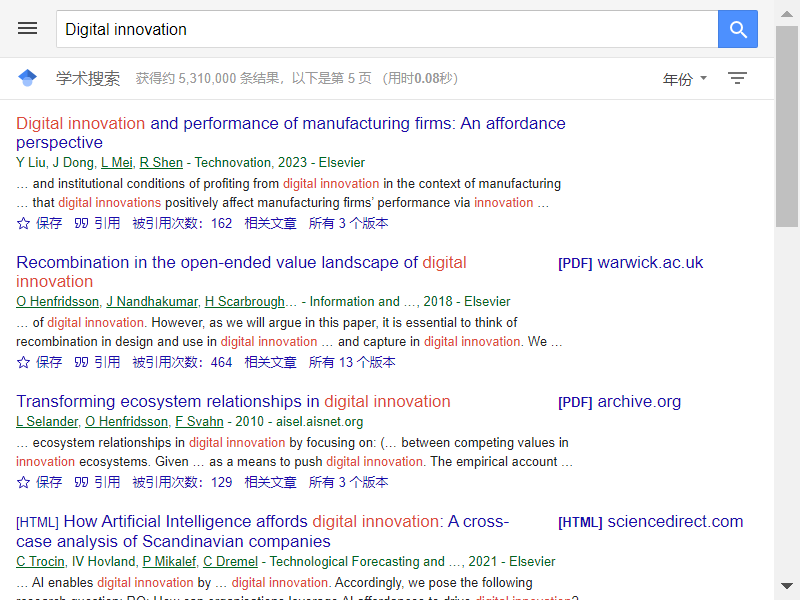 Digital innovation
学术搜索 获得约 5,310,000 条结果，以下是第 5 页 （用时0.08秒） 年份
Digital innovation and performance of manufacturing firms: An affordance
perspective
Y Liu, J Dong, L Mei, R Shen - Technovation, 2023 - Elsevier
… and institutional conditions of profiting from digital innovation in the context of manufacturing
… that digital innovations positively affect manufacturing firms' performance via innovation …
保存 引用 被引用次数：162 相关文章 所有 3 个版本
Recombination in the open-ended value landscape of digital
innovation
[PDF] warwick.ac.uk
O Henfridsson, J Nandhakumar, H Scarbrough… - Information and …, 2018 - Elsevier
… of digital innovation. However, as we will argue in this paper, it is essential to think of
recombination in design and use in digital innovation … and capture in digital innovation. We …
保存 引用 被引用次数：464 相关文章 所有 13 个版本
Transforming ecosystem relationships in digital innovation
[PDF] archive.org
L Selander, O Henfridsson, F Svahn - 2010 - aisel.aisnet.org
… ecosystem relationships in digital innovation by focusing on: (… between competing values in
innovation ecosystems. Given … as a means to push digital innovation. The empirical account …
保存 引用 被引用次数：129 相关文章 所有 3 个版本
[HTML] How Artificial Intelligence affords digital innovation: A cross-
case analysis of Scandinavian companies
[HTML] sciencedirect.com
C Trocin, IV Hovland, P Mikalef, C Dremel - Technological Forecasting and …, 2021 - Elsevier
… AI enables digital innovation by … digital innovation. Accordingly, we pose the following
research question: RQ: How can organisations leverage AI affordances to drive digital innovation?